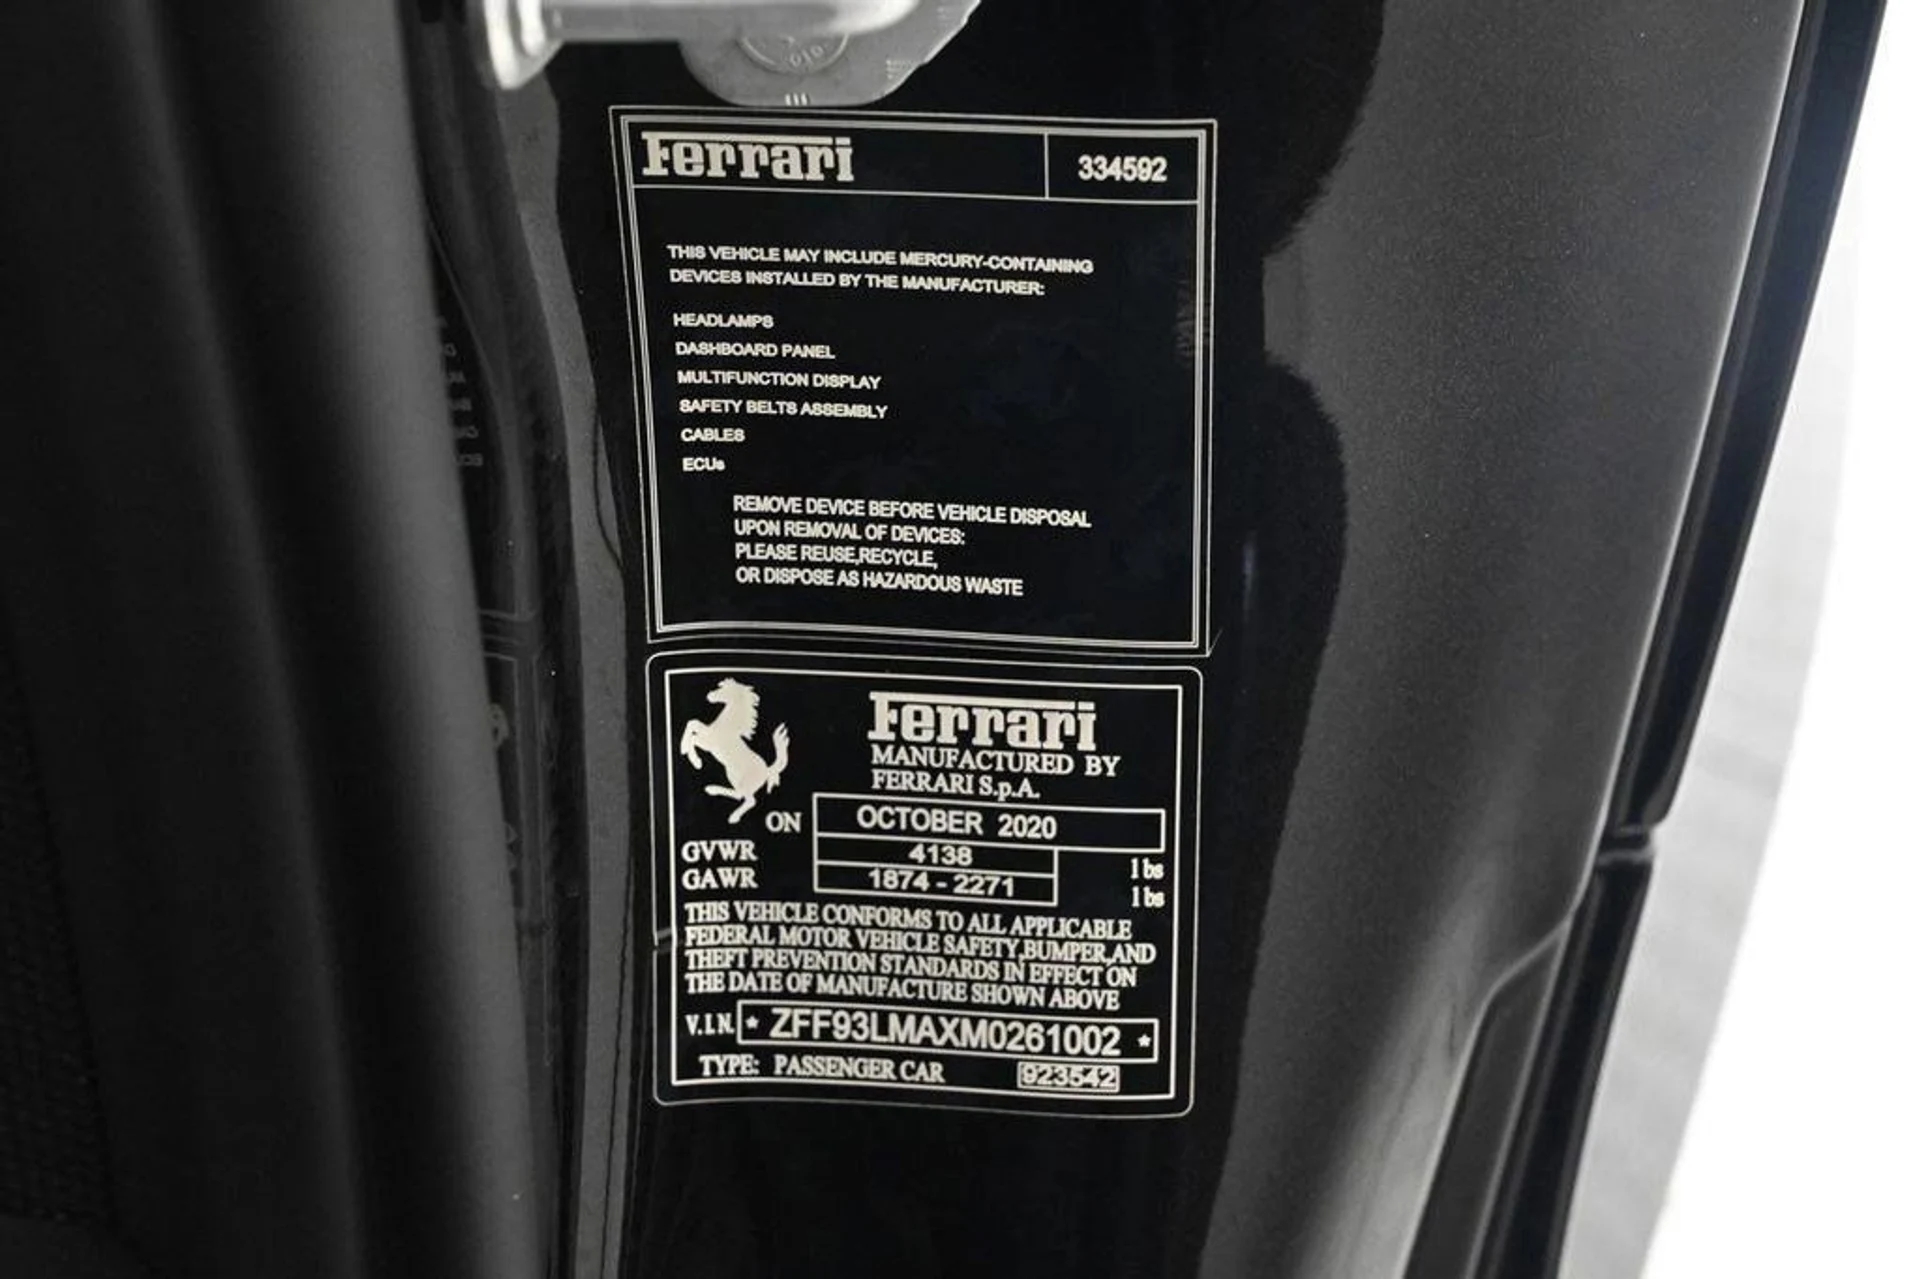 Ferrari 334592
THIS VEHICLE MAY INCLUDE MERCURY-CONTAINING
DEVICES INSTALLED BY THE MANUFACTURER:
HEADLAMPS
DASHBOARD PANEL
MULTIFUNCTION DISPLAY
SAFETY BELTS ASSEMBLY
CABLES
ECUs
REMOVE DEVICE BEFORE VEHICLE DISPOSAL
UPON REMOVAL OF DEVICES:
PLEASE REUSE,RECYCLE,
OR DISPOSE AS HAZARDOUS WASTE
Ferrari
MANUFACTURED BY
FERRARI S.p.A.
ON OCTOBER 2020
GVWR 4138 lbs
GAWR 1874 - 2271 lbs
THIS VEHICLE CONFORMS TO ALL APPLICABLE
FEDERAL MOTOR VEHICLE SAFETY,BUMPER,AND
THEFT PREVENTION STANDARDS IN EFFECT ON
THE DATE OF MANUFACTURE SHOWN ABOVE
V.I.N. * ZFF93LMAXM0261002 *
TYPE: PASSENGER CAR 923542